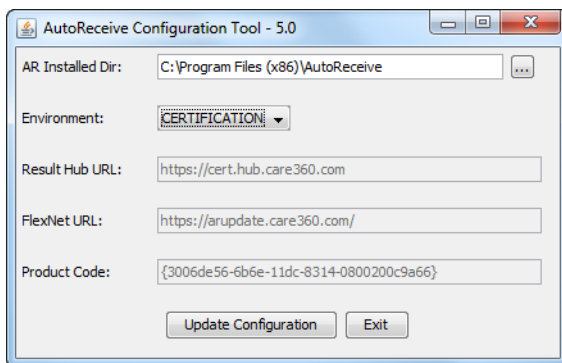 AutoReceive Configuration Tool - 5.0
AR Installed Dir: C:\Program Files (x86)\AutoReceive ...
Environment: CERTIFICATION
Result Hub URL: https://cert.hub.care360.com
FlexNet URL: https://arupdate.care360.com/
Product Code: {3006de56-6b6e-11dc-8314-0800200c9a66}
Update Configuration Exit